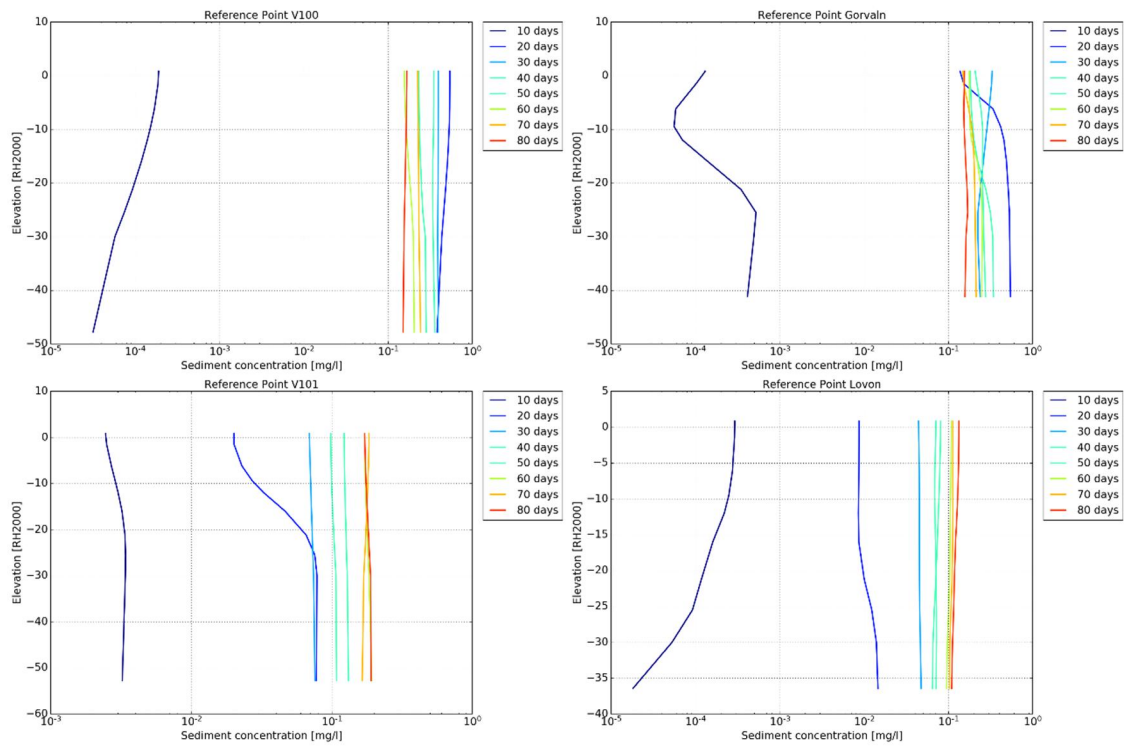 Reference Point V100
Elevation [RH2000]
10
0
−10
−20
−30
−40
−50
10⁻⁵
10⁻⁴
10⁻³
10⁻²
10⁻¹
10⁰
Sediment concentration [mg/l]
10 days
20 days
30 days
40 days
50 days
60 days
70 days
80 days
Reference Point Gorvaln
Elevation [RH2000]
10
0
−10
−20
−30
−40
−50
10⁻⁵
10⁻⁴
10⁻³
10⁻²
10⁻¹
10⁰
Sediment concentration [mg/l]
10 days
20 days
30 days
40 days
50 days
60 days
70 days
80 days
Reference Point V101
Elevation [RH2000]
10
0
−10
−20
−30
−40
−50
−60
10⁻³
10⁻²
10⁻¹
10⁰
Sediment concentration [mg/l]
10 days
20 days
30 days
40 days
50 days
60 days
70 days
80 days
Reference Point Lovon
Elevation [RH2000]
5
0
−5
−10
−15
−20
−25
−30
−35
−40
10⁻⁵
10⁻⁴
10⁻³
10⁻²
10⁻¹
10⁰
Sediment concentration [mg/l]
10 days
20 days
30 days
40 days
50 days
60 days
70 days
80 days